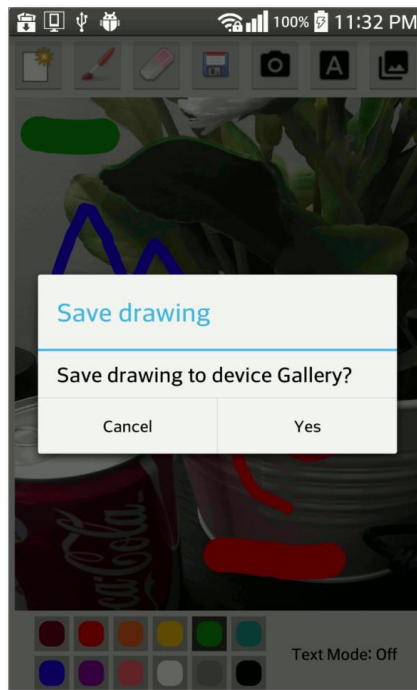 100% 11:32 PM
A
Save drawing
Save drawing to device Gallery?
Cancel Yes
Coca-Cola
Text Mode: Off